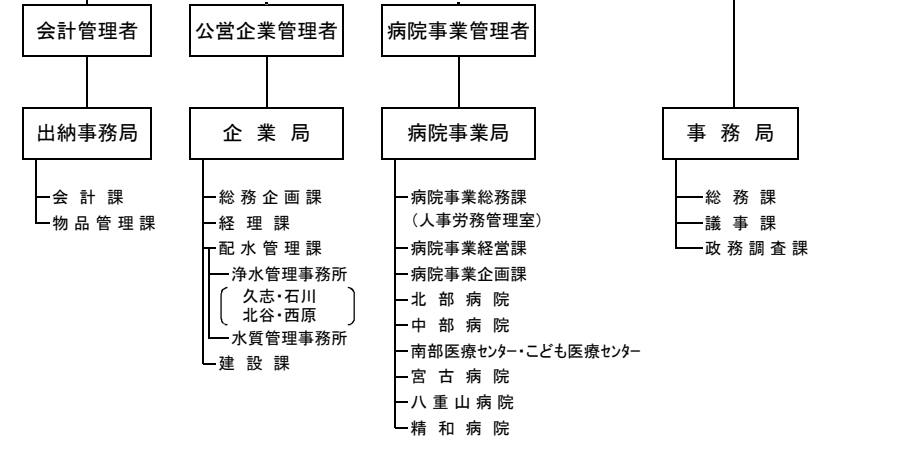 会計管理者
出納事務局
会計課
物品管理課
公営企業管理者
企業局
総務企画課
経理課
配水管理課
浄水管理事務所
久志・石川
北谷・西原
水質管理事務所
建設課
病院事業管理者
病院事業局
病院事業総務課
（人事労務管理室）
病院事業経営課
病院事業企画課
北部病院
中部病院
南部医療ｾﾝﾀｰ・こども医療ｾﾝﾀｰ
宮古病院
八重山病院
精和病院
事務局
総務課
議事課
政務調査課